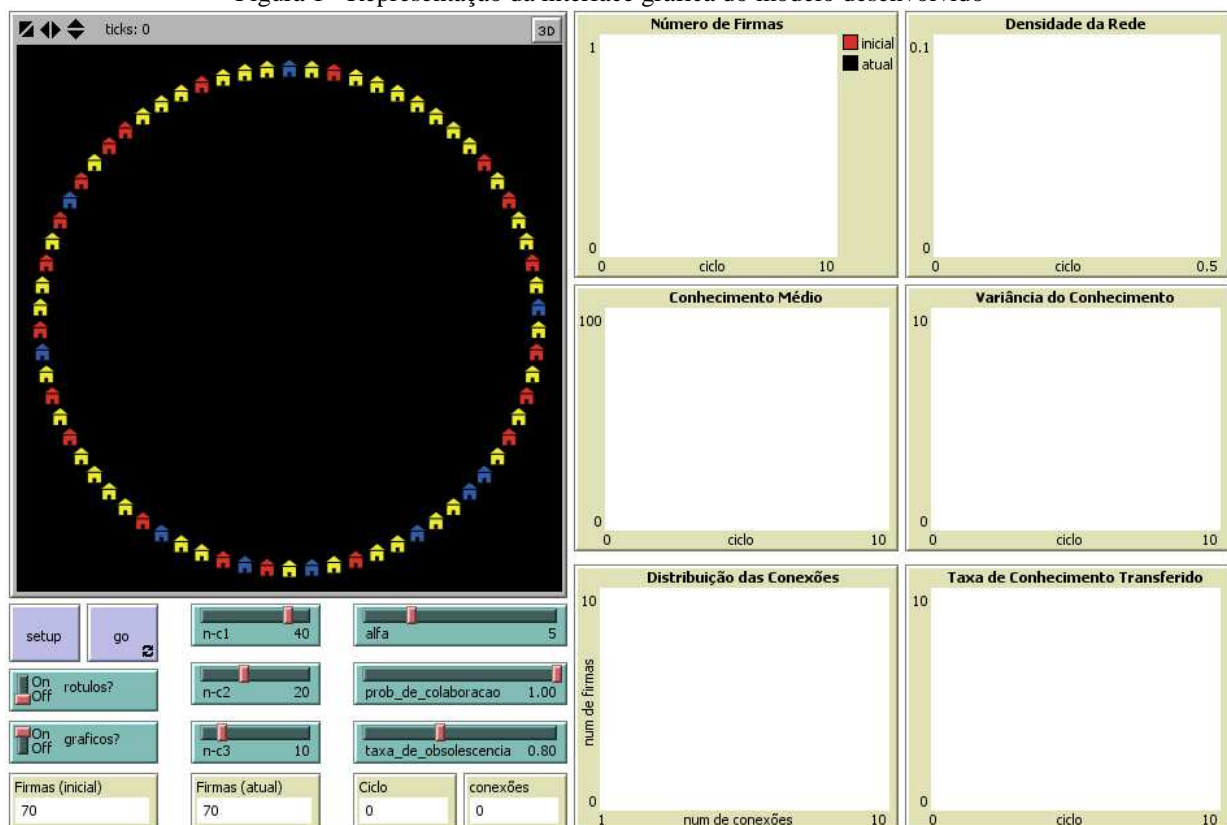 Figura 1 - Representação da interface gráfica do modelo desenvolvido
ticks: 0
3D
setup
go
On
Off
rotulos?
On
Off
graficos?
n-c1 40
n-c2 20
n-c3 10
alfa 5
prob_de_colaboracao 1.00
taxa_de_obsolescencia 0.80
Firmas (inicial)
70
Firmas (atual)
70
Ciclo
0
conexões
0
Número de Firmas
1
0
0 ciclo 10
inicial
atual
Densidade da Rede
0.1
0
0 ciclo 0.5
Conhecimento Médio
100
0
0 ciclo 10
Variância do Conhecimento
10
0
0 ciclo 10
Distribuição das Conexões
10
num de firmas
0
1 num de conexões 10
Taxa de Conhecimento Transferido
10
0
0 ciclo 10